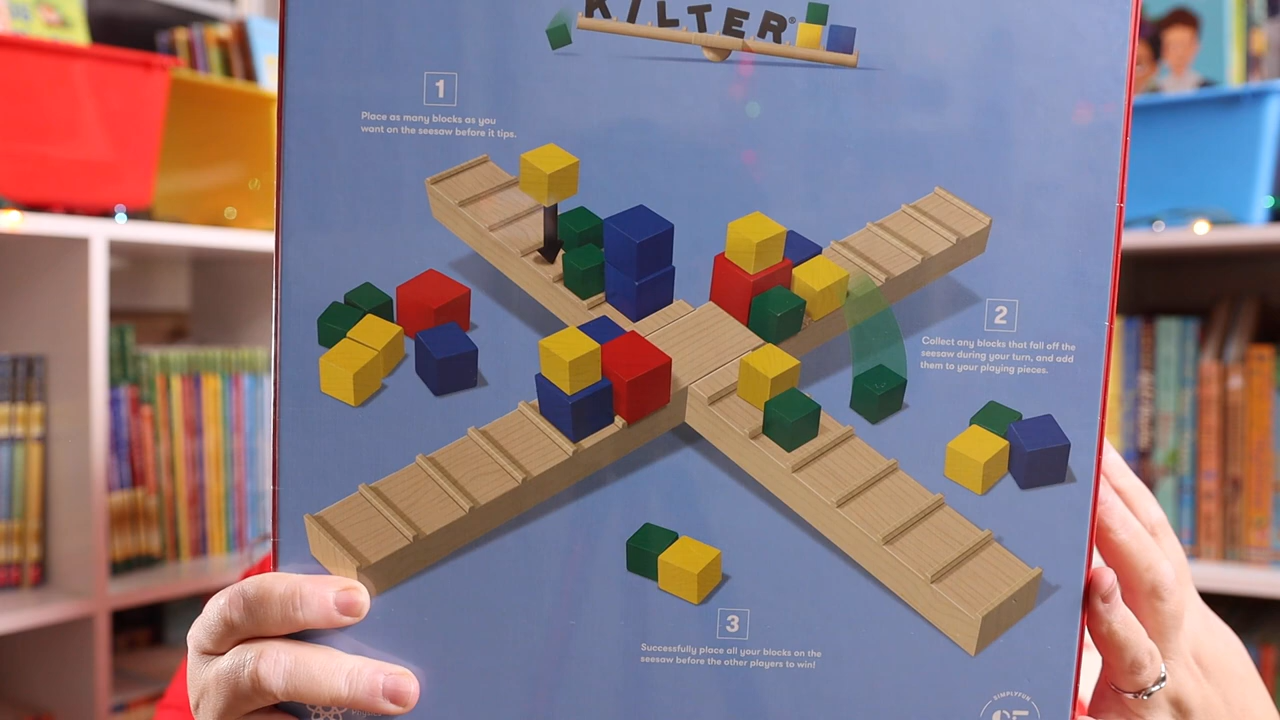 KILTER®
1
Place as many blocks as you
want on the seesaw before it tips.
2
Collect any blocks that fall off the
seesaw during your turn, and add
them to your playing pieces.
3
Successfully place all your blocks on the
seesaw before the other players to win!
Physics
SIMPLYFUN
SF